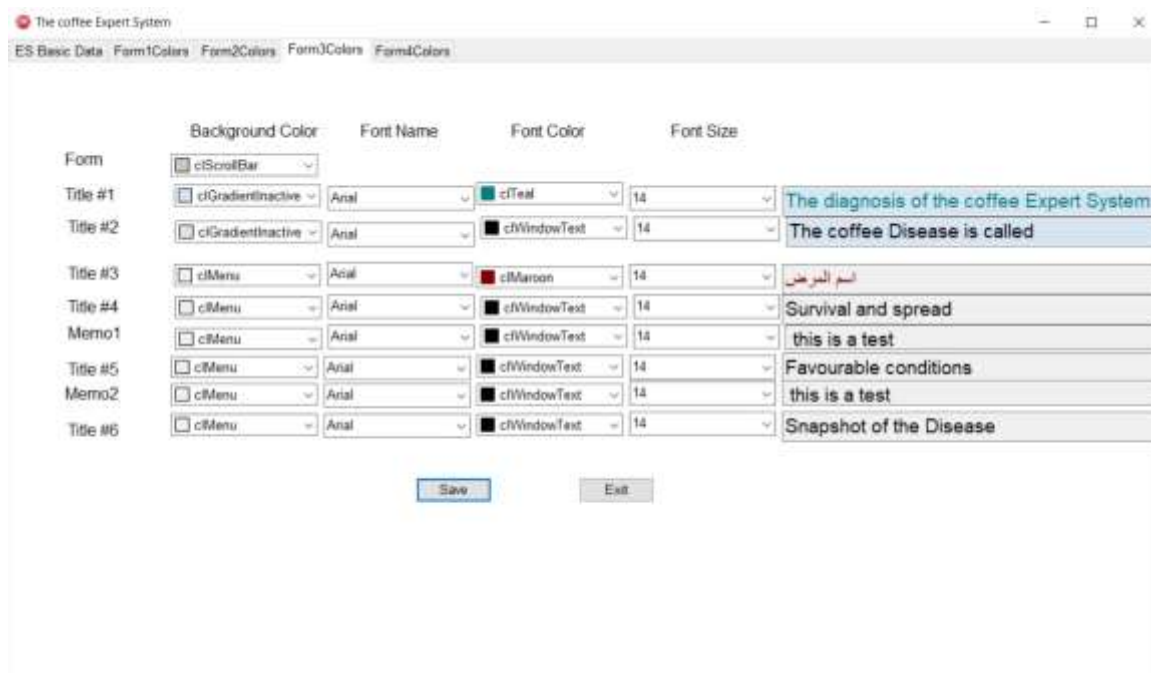 The coffee Expert System
ES Basic Data Form1Colors Form2Colors Form3Colors Form4Colors
Background Color Font Name Font Color Font Size
Form clScrollBar
Title #1 clGradientInactive Arial clTeal 14 The diagnosis of the coffee Expert System
Title #2 clGradientInactive Arial clWindowText 14 The coffee Disease is called
Title #3 clMenu Arial clMaroon 14 اسم المرض
Title #4 clMenu Arial clWindowText 14 Survival and spread
Memo1 clMenu Arial clWindowText 14 this is a test
Title #5 clMenu Arial clWindowText 14 Favourable conditions
Memo2 clMenu Arial clWindowText 14 this is a test
Title #6 clMenu Arial clWindowText 14 Snapshot of the Disease
Save Exit